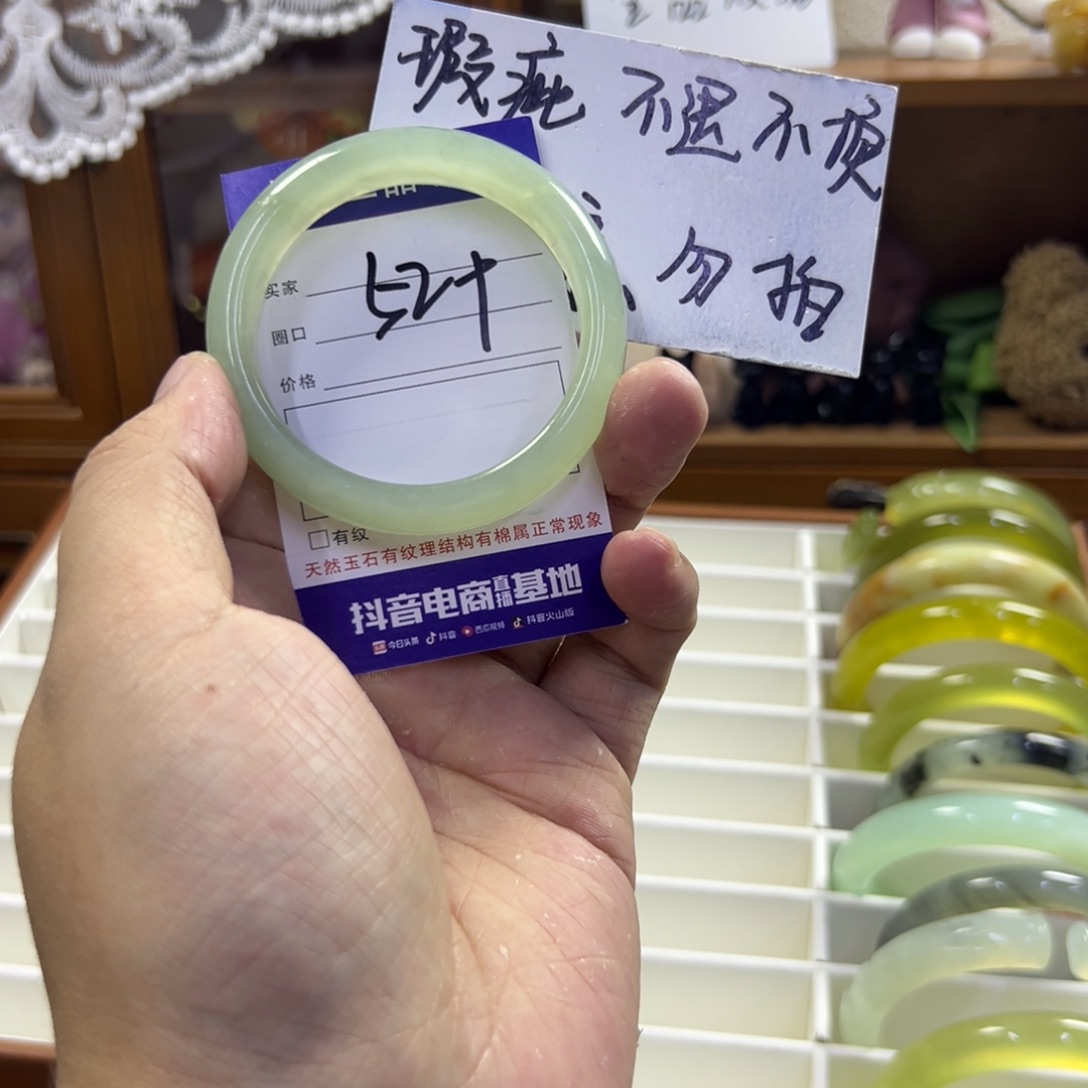 瑕疵 不退不换
勿拍
买家
52+
圈口
价格
有纹
天然玉石有纹理结构有棉属正常现象
抖音电商直播基地
今日头条 抖音 西瓜视频 抖音火山版